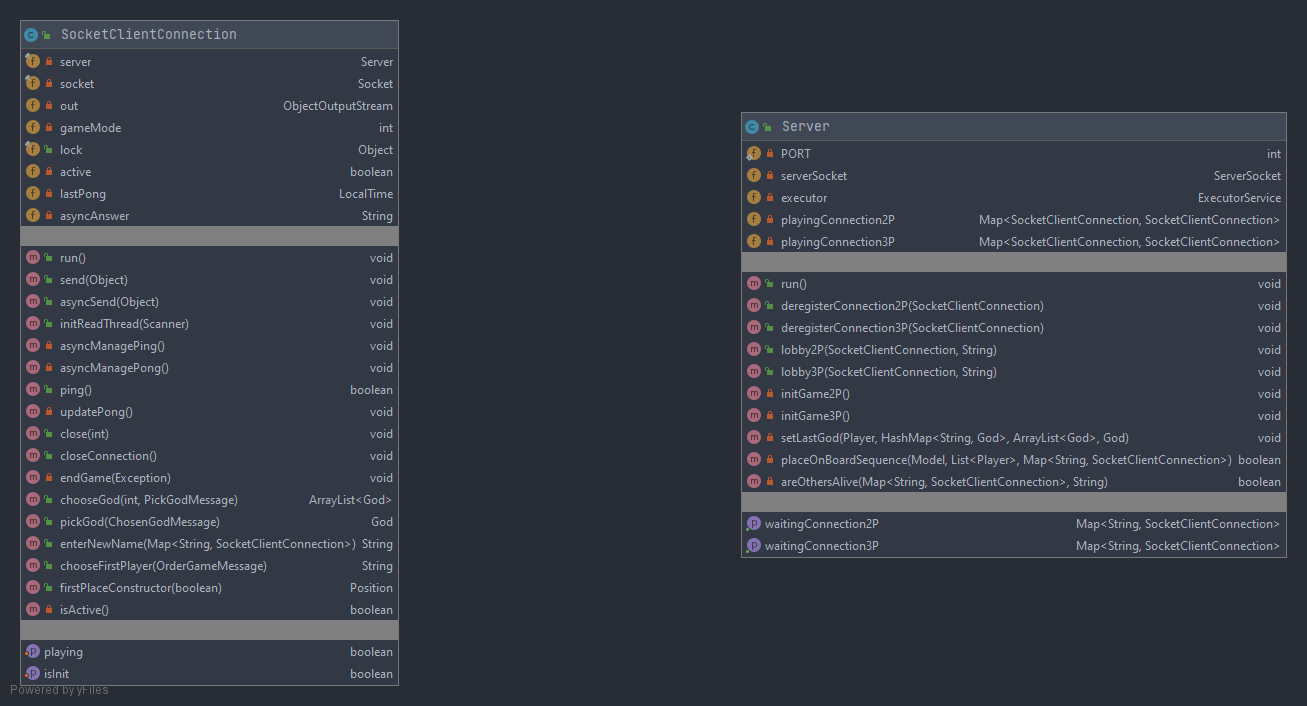 SocketClientConnection
server Server
socket Socket
out ObjectOutputStream
gameMode int
lock Object
active boolean
lastPong LocalTime
asyncAnswer String
run() void
send(Object) void
asyncSend(Object) void
initReadThread(Scanner) void
asyncManagePing() void
asyncManagePong() void
ping() boolean
updatePong() void
close(int) void
closeConnection() void
endGame(Exception) void
chooseGod(int, PickGodMessage) ArrayList<God>
pickGod(ChosenGodMessage) God
enterNewName(Map<String, SocketClientConnection>) String
chooseFirstPlayer(OrderGameMessage) String
firstPlaceConstructor(boolean) Position
isActive() boolean
playing boolean
isInit boolean
Powered by yFiles
Server
PORT int
serverSocket ServerSocket
executor ExecutorService
playingConnection2P Map<SocketClientConnection, SocketClientConnection>
playingConnection3P Map<SocketClientConnection, SocketClientConnection>
run() void
deregisterConnection2P(SocketClientConnection) void
deregisterConnection3P(SocketClientConnection) void
lobby2P(SocketClientConnection, String) void
lobby3P(SocketClientConnection, String) void
initGame2P() void
initGame3P() void
setLastGod(Player, HashMap<String, God>, ArrayList<God>, God) void
placeOnBoardSequence(Model, List<Player>, Map<String, SocketClientConnection>) boolean
areOthersAlive(Map<String, SocketClientConnection>, String) boolean
waitingConnection2P Map<String, SocketClientConnection>
waitingConnection3P Map<String, SocketClientConnection>